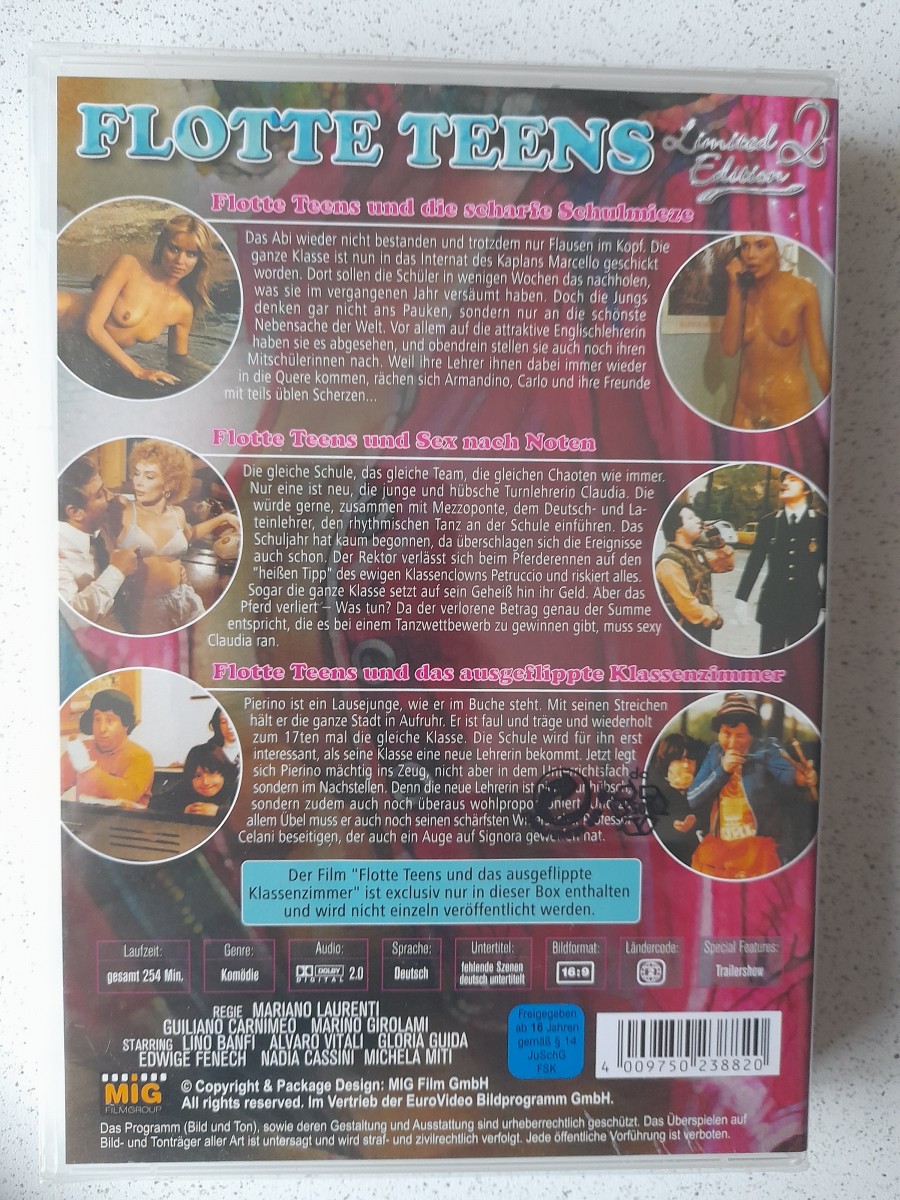 FLOTTE TEENS
Limited 2
Edition
Flotte Teens und die scharfe Schulmieze
Das Abi wieder nicht bestanden und trotzdem nur Flausen im Kopf. Die
ganze Klasse ist nun in das Internat des Kaplans Marcello geschickt
worden. Dort sollen die Schüler in wenigen Wochen das nachholen,
was sie im vergangenen Jahr versäumt haben. Doch die Jungs
denken gar nicht ans Pauken, sondern nur an die schönste
Nebensache der Welt. Vor allem auf die attraktive Englischlehrerin
haben sie es abgesehen, und obendrein stellen sie auch noch ihren
Mitschülerinnen nach. Weil ihre Lehrer ihnen dabei immer wieder
in die Quere kommen, rächen sich Armandino, Carlo und ihre Freunde
mit teils üblen Scherzen...
Flotte Teens und Sex nach Noten
Die gleiche Schule, das gleiche Team, die gleichen Chaoten wie immer.
Nur eine ist neu, die junge und hübsche Turnlehrerin Claudia. Die
würde gerne, zusammen mit Mezzoponte, dem Deutsch- und La-
teinlehrer, den rhythmischen Tanz an der Schule einführen. Das
Schuljahr hat kaum begonnen, da überschlagen sich die Ereignisse
auch schon. Der Rektor verlässt sich beim Pferderennen auf den
"heißen Tipp" des ewigen Klassenclowns Petruccio und riskiert alles.
Sogar die ganze Klasse setzt auf sein Geheiß hin ihr Geld. Aber das
Pferd verliert – Was tun? Da der verlorene Betrag genau der Summe
entspricht, die es bei einem Tanzwettbewerb zu gewinnen gibt, muss sexy
Claudia ran.
Flotte Teens und das ausgeflippte Klassenzimmer
Pierino ist ein Lausejunge, wie er im Buche steht. Mit seinen Streichen
hält er die ganze Stadt in Aufruhr. Er ist faul und träge und wiederholt
zum 17ten mal die gleiche Klasse. Die Schule wird für ihn erst
interessant, als seine Klasse eine neue Lehrerin bekommt. Jetzt legt
sich Pierino mächtig ins Zeug, nicht aber in dem Unterrichtsfach
sondern im Nachstellen. Denn die neue Lehrerin ist
sondern zudem auch noch überaus wohlproportioniert
allem Übel muss er auch noch seinen schärfsten
Celani beseitigen, der auch ein Auge auf Signora geworfen hat.
Der Film "Flotte Teens und das ausgeflippte
Klassenzimmer" ist exclusiv nur in dieser Box enthalten
und wird nicht einzeln veröffentlicht werden.
Laufzeit: Genre: Audio: Sprache: Untertitel: Bildformat: Ländercode: Special Features:
gesamt 254 Min. Komödie DOLBY DIGITAL 2.0 Deutsch fehlende Szenen deutsch untertitelt 16:9 2 Trailershow
REGIE MARIANO LAURENTI
GUILIANO CARNIMEO MARINO GIROLAMI
STARRING LINO BANFI ALVARO VITALI GLORIA GUIDA
EDWIGE FENECH NADIA CASSINI MICHELA MITI
Freigegeben
ab 16 Jahren
gemäß § 14
JuSchG
FSK
4 009750 238820
MIG
FILMGROUP
© Copyright & Package Design: MIG Film GmbH
All rights reserved. Im Vertrieb der EuroVideo Bildprogramm GmbH.
Das Programm (Bild und Ton), sowie deren Gestaltung und Ausstattung sind urheberrechtlich geschützt. Das Überspielen auf
Bild- und Tonträger aller Art ist untersagt und wird straf- und zivilrechtlich verfolgt. Jede öffentliche Vorführung ist verboten.